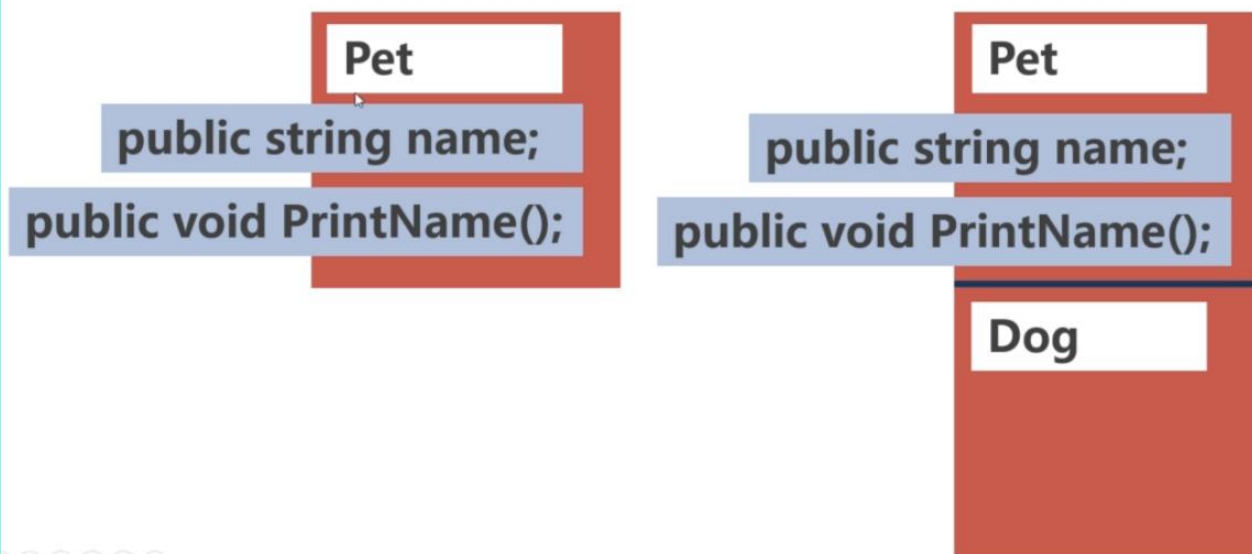 Pet
public string name;
public void PrintName();
Pet
public string name;
public void PrintName();
Dog